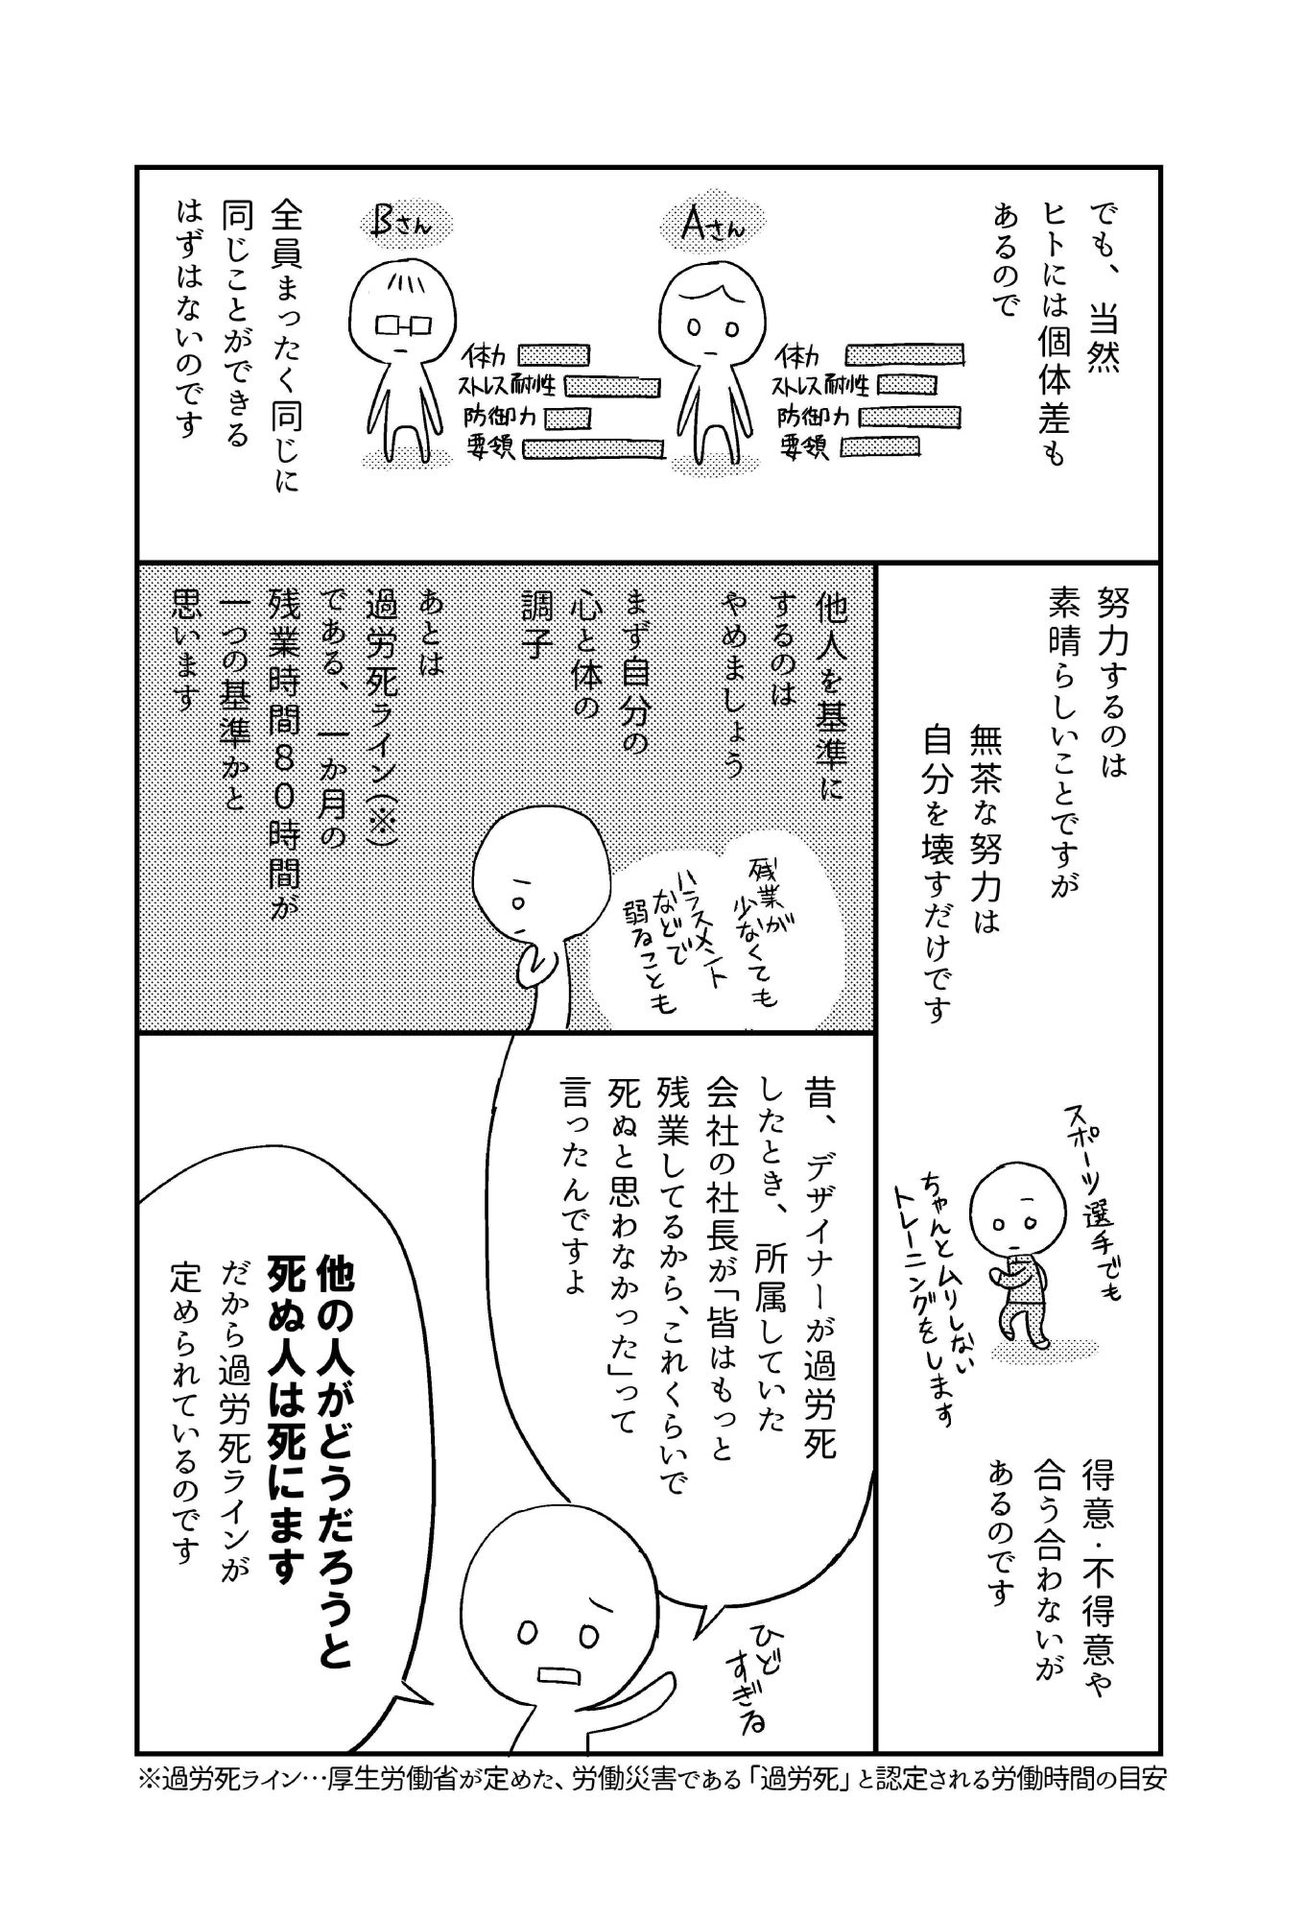 でも、当然
ヒトには個体差も
あるので
Aさん
体力
ストレス耐性
防御力
要領
Bさん
体力
ストレス耐性
防御力
要領
全員まったく同じに
同じことができる
はずはないのです
努力するのは
素晴らしいことですが
無茶な努力は
自分を壊すだけです
スポーツ選手でも
ちゃんとムリしない
トレーニングをします
得意・不得意や
合う合わないが
あるのです
他人を基準に
するのは
やめましょう
まず自分の
心と体の
調子
残業が
少なくても
ハラスメント
などで
弱ることも
あとは
過労死ライン(※)
である、一か月の
残業時間80時間が
一つの基準かと
思います
昔、デザイナーが過労死
したとき、所属していた
会社の社長が「皆はもっと
残業してるから、これくらいで
死ぬと思わなかった」って
言ったんですよ
ひど
すぎる
他の人がどうだろうと
死ぬ人は死にます
だから過労死ラインが
定められているのです
※過労死ライン…厚生労働省が定めた、労働災害である「過労死」と認定される労働時間の目安